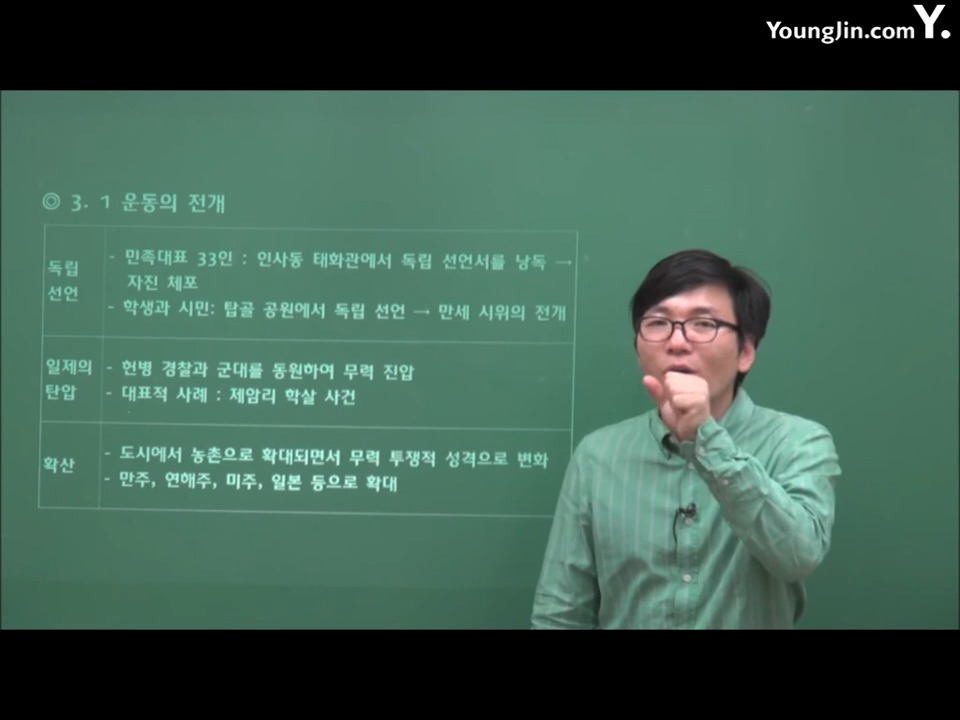 YoungJin.com Y.
◎ 3. 1 운동의 전개
독립
선언
- 민족대표 33인 : 인사동 태화관에서 독립 선언서를 낭독 →
자진 체포
- 학생과 시민: 탑골 공원에서 독립 선언 → 만세 시위의 전개
일제의
탄압
- 헌병 경찰과 군대를 동원하여 무력 진압
- 대표적 사례 : 제암리 학살 사건
확산
- 도시에서 농촌으로 확대되면서 무력 투쟁적 성격으로 변화
- 만주, 연해주, 미주, 일본 등으로 확대